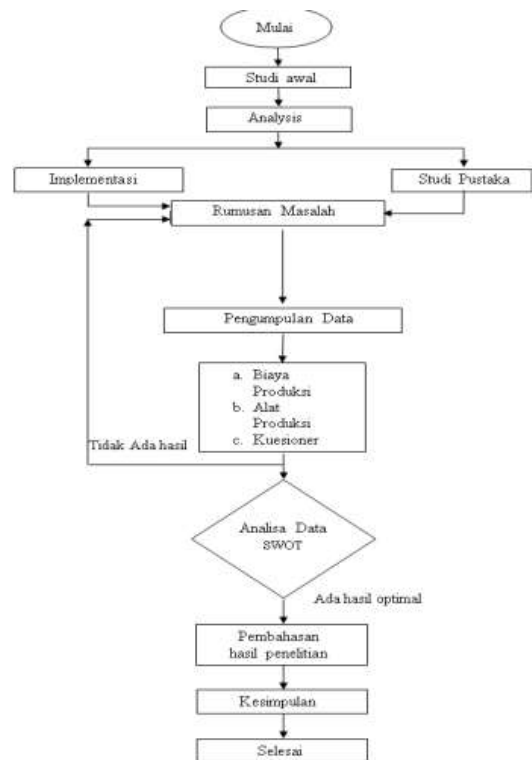 Mulai
Studi awal
Analysis
Implementasi
Studi Pustaka
Rumusan Masalah
Pengumpulan Data
a. Biaya
Produksi
b. Alat
Produksi
c. Kuesioner
Tidak Ada hasil
Analisa Data
SWOT
Ada hasil optimal
Pembahasan
hasil penelitian
Kesimpulan
Selesai